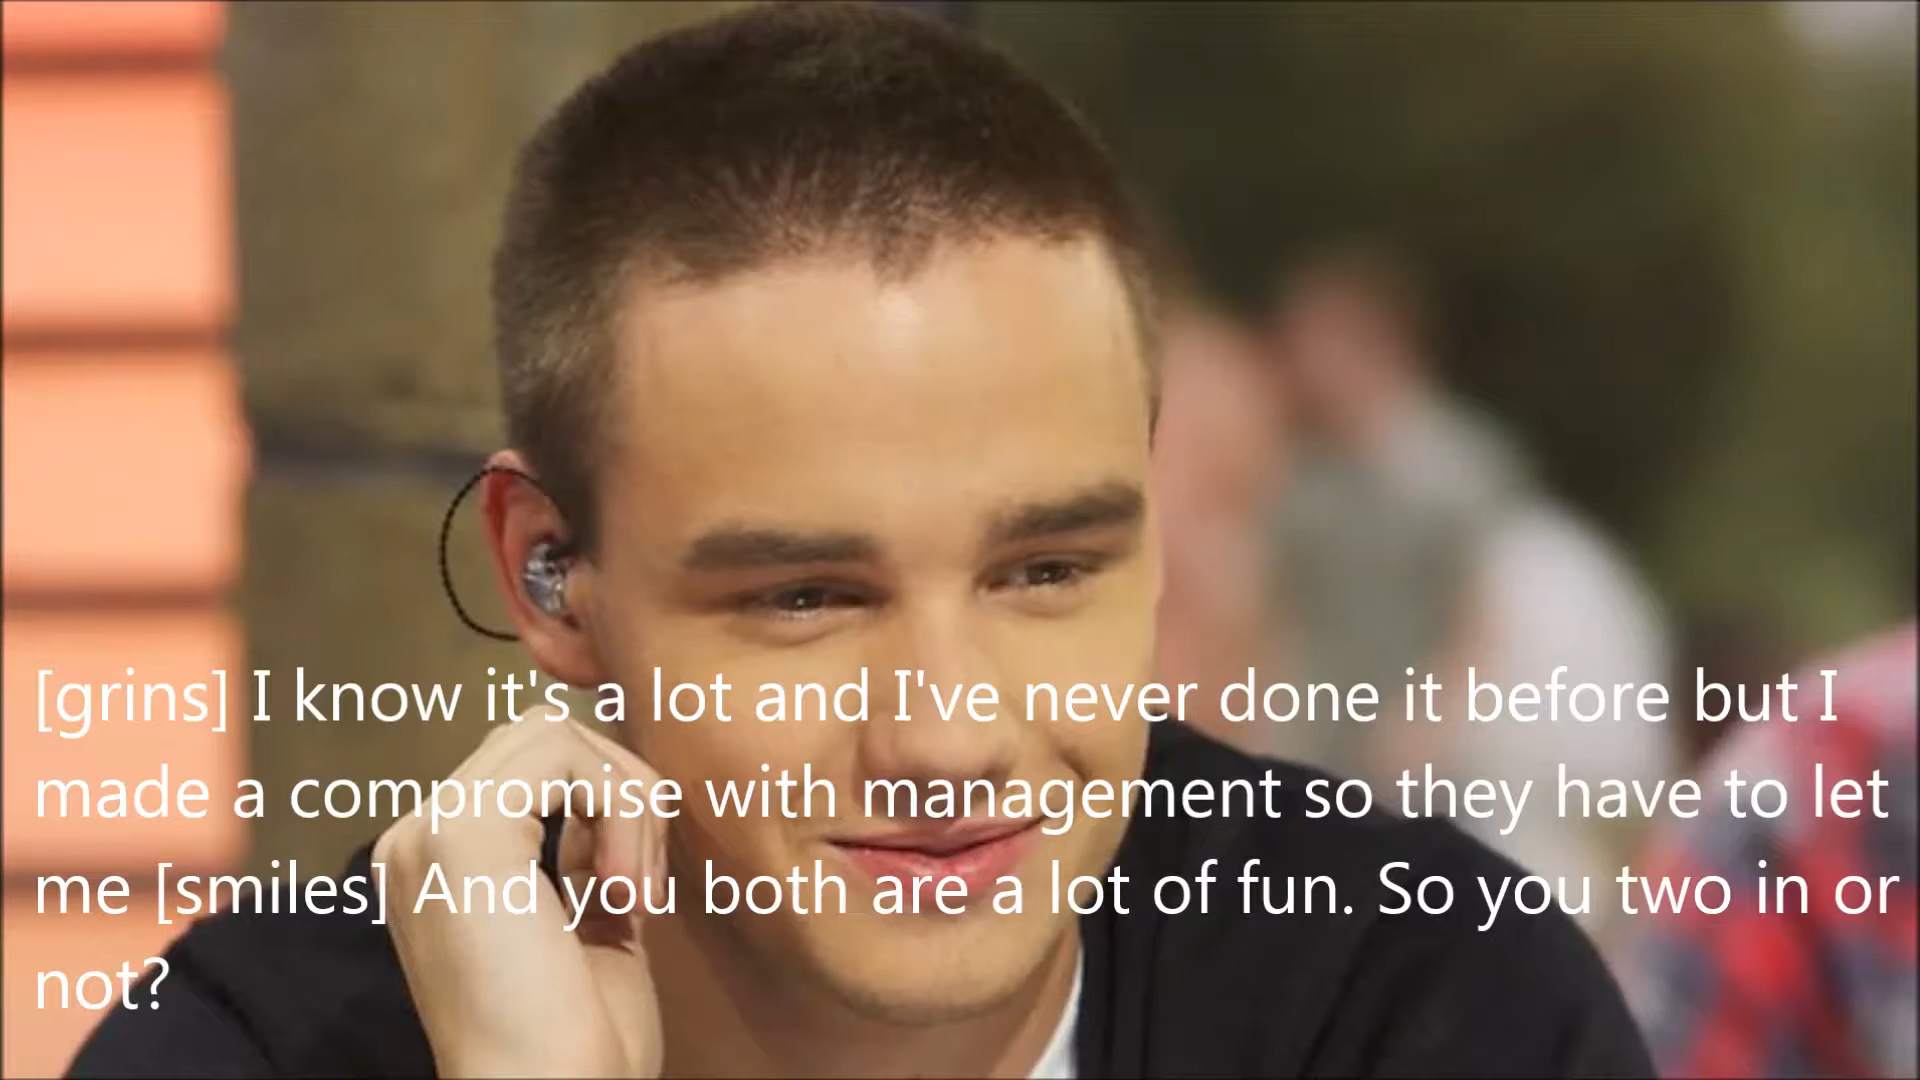 [grins] I know it's a lot and I've never done it before but I
made a compromise with management so they have to let
me [smiles] And you both are a lot of fun. So you two in or
not?